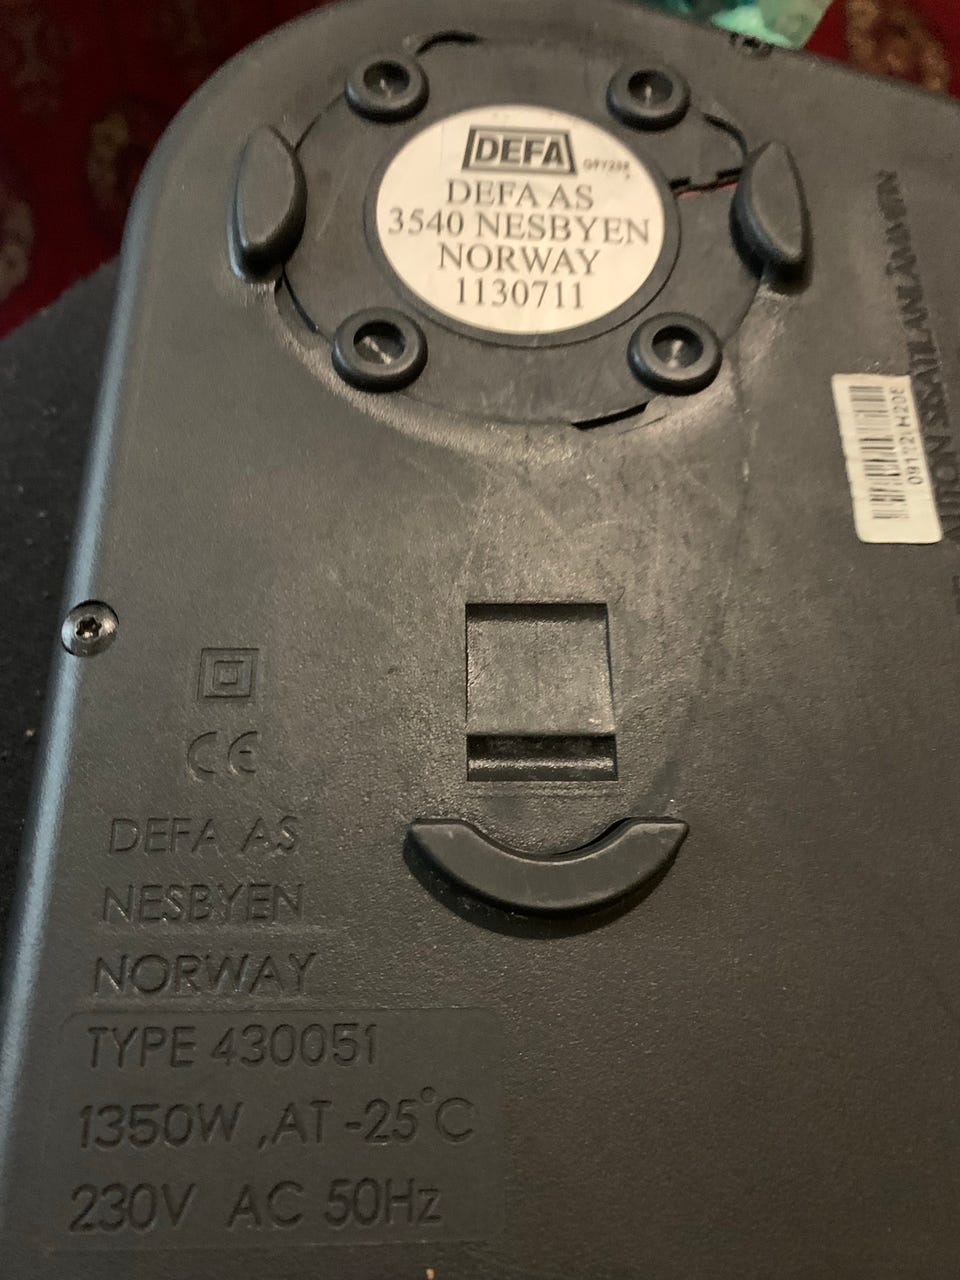 DEFA
DEFA AS
3540 NESBYEN
NORWAY
1130711
CE
DEFA AS
NESBYEN
NORWAY
TYPE 430051
1350W ,AT -25°C
230V AC 50Hz